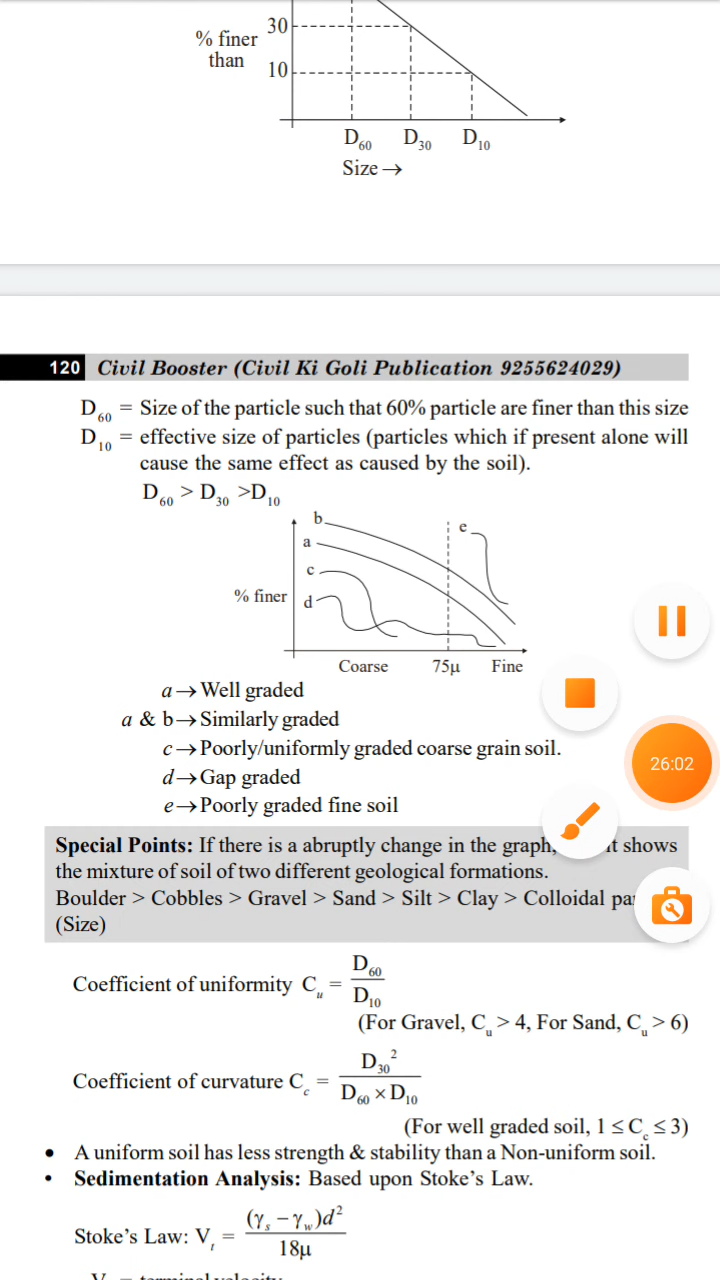 30
% finer
than
10
D60 D30 D10
Size →
120 Civil Booster (Civil Ki Goli Publication 9255624029)
D60 = Size of the particle such that 60% particle are finer than this size
D10 = effective size of particles (particles which if present alone will
cause the same effect as caused by the soil).
D60 > D30 >D10
b
e
a
c
% finer
d
Coarse 75μ Fine
a → Well graded
a & b → Similarly graded
c → Poorly/uniformly graded coarse grain soil.
d → Gap graded
e → Poorly graded fine soil
26:02
Special Points: If there is a abruptly change in the graph, it shows
the mixture of soil of two different geological formations.
Boulder > Cobbles > Gravel > Sand > Silt > Clay > Colloidal
(Size)
Coefficient of uniformity Cu = D60 / D10
(For Gravel, Cu > 4, For Sand, Cu > 6)
Coefficient of curvature Cc = D30² / D60 × D10
(For well graded soil, 1 ≤ Cc ≤ 3)
• A uniform soil has less strength & stability than a Non-uniform soil.
• Sedimentation Analysis: Based upon Stoke's Law.
Stoke's Law: Vt = (γs − γw)d² / 18μ